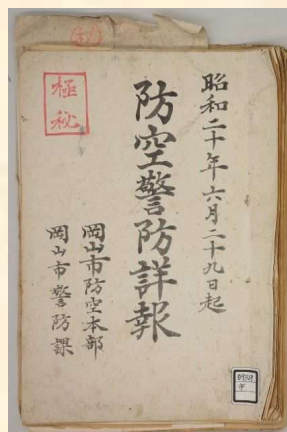 昭和二十年六月二十九日起
防空警防詳報
岡山市防空本部
岡山市警防課
極秘